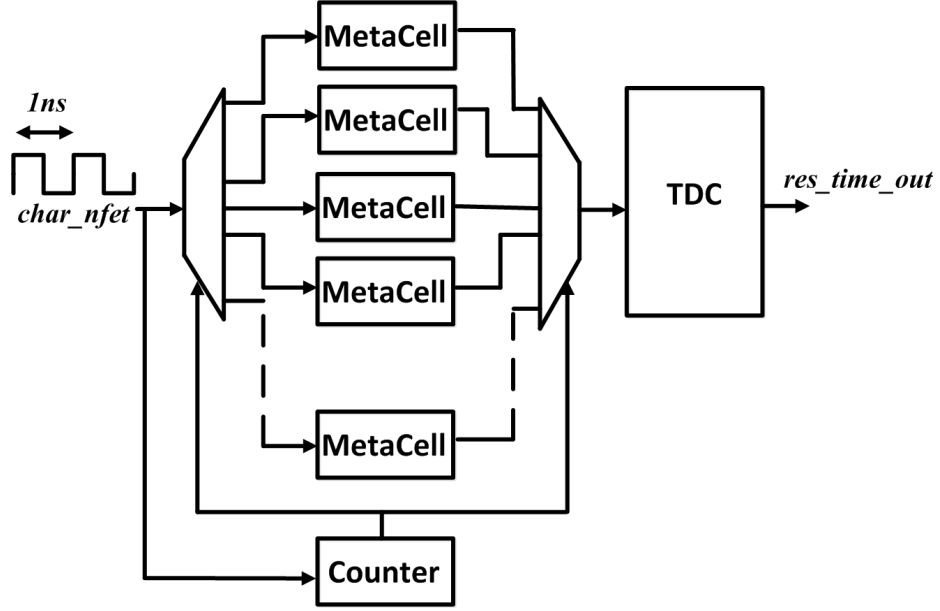 MetaCell
1ns
MetaCell
char_nfet
MetaCell
TDC
res_time_out
MetaCell
MetaCell
Counter